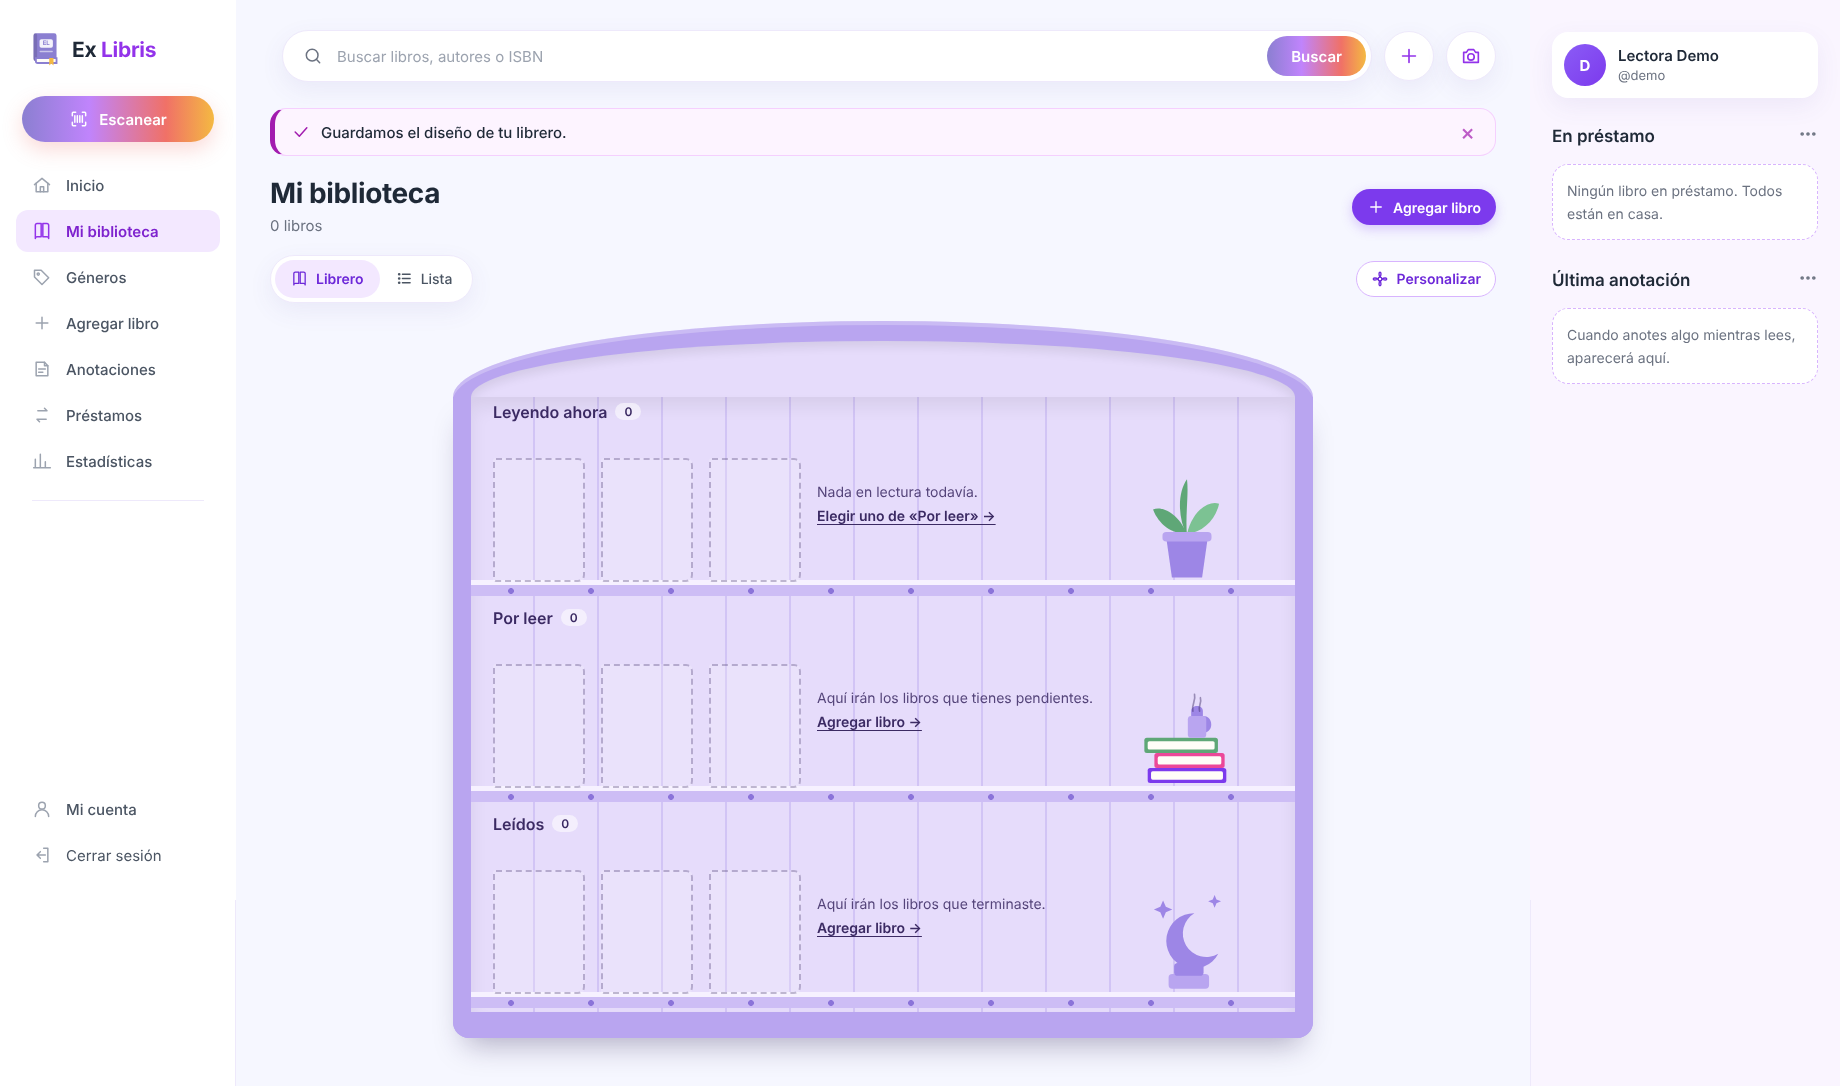 EL
Ex Libris
Escanear
Inicio
Mi biblioteca
Géneros
Agregar libro
Anotaciones
Préstamos
Estadísticas
Mi cuenta
Cerrar sesión
Buscar libros, autores o ISBN
Buscar
Guardamos el diseño de tu librero.
Mi biblioteca
0 libros
Agregar libro
Librero
Lista
Personalizar
Leyendo ahora 0
Nada en lectura todavía.
Elegir uno de «Por leer» →
Por leer 0
Aquí irán los libros que tienes pendientes.
Agregar libro →
Leídos 0
Aquí irán los libros que terminaste.
Agregar libro →
D
Lectora Demo
@demo
En préstamo
Ningún libro en préstamo. Todos
están en casa.
Última anotación
Cuando anotes algo mientras lees,
aparecerá aquí.